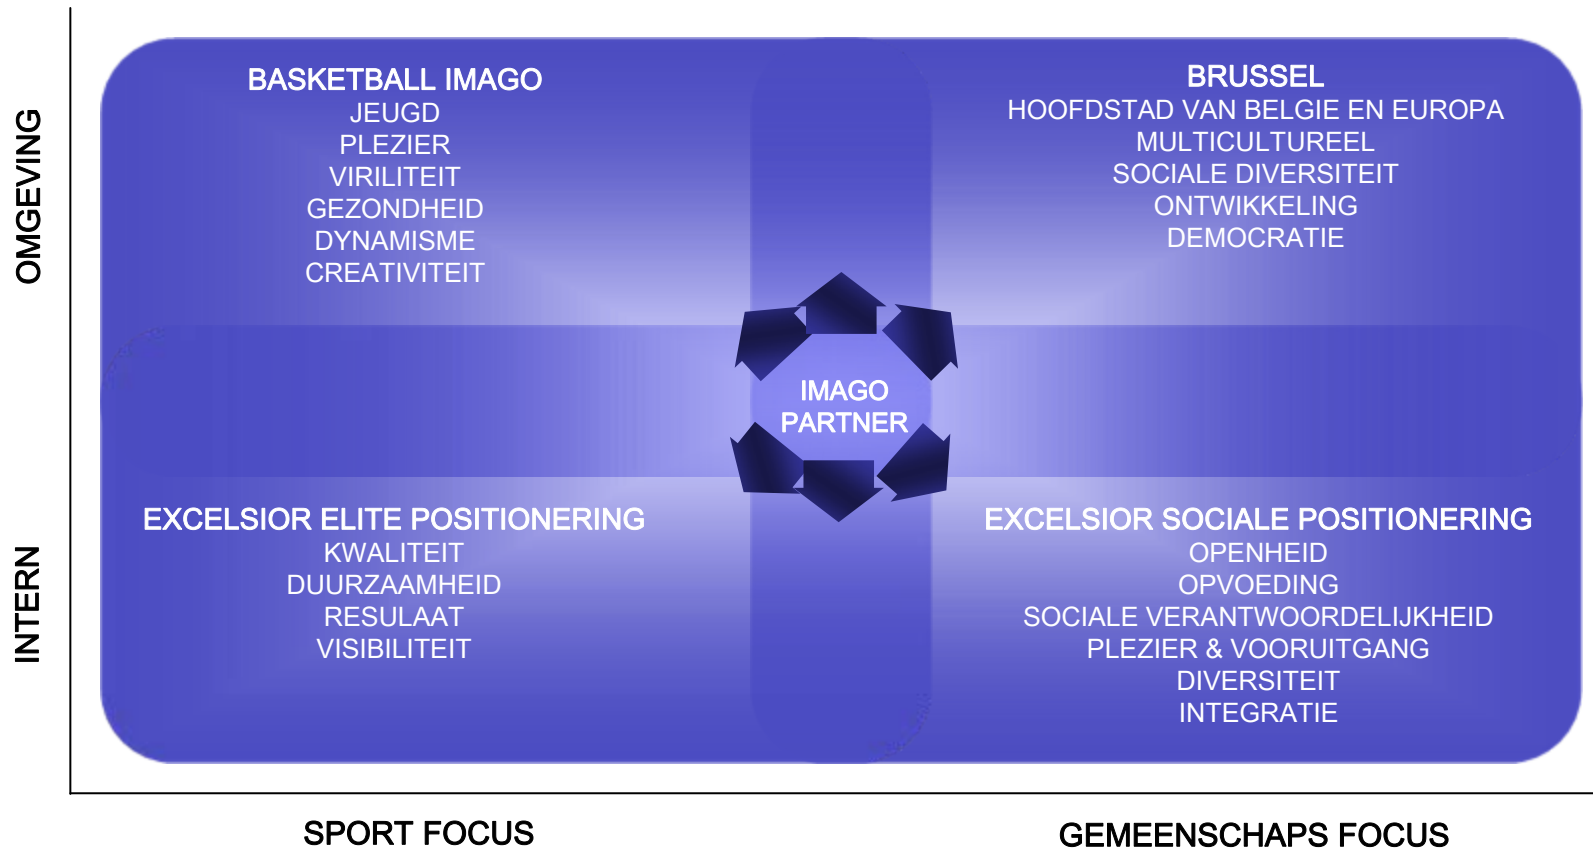 OMGEVING
BASKETBALL IMAGO
JEUGD
PLEZIER
VIRILITEIT
GEZONDHEID
DYNAMISME
CREATIVITEIT
BRUSSEL
HOOFDSTAD VAN BELGIE EN EUROPA
MULTICULTUREEL
SOCIALE DIVERSITEIT
ONTWIKKELING
DEMOCRATIE
IMAGO
PARTNER
INTERN
EXCELSIOR ELITE POSITIONERING
KWALITEIT
DUURZAAMHEID
RESULAAT
VISIBILITEIT
EXCELSIOR SOCIALE POSITIONERING
OPENHEID
OPVOEDING
SOCIALE VERANTWOORDELIJKHEID
PLEZIER & VOORUITGANG
DIVERSITEIT
INTEGRATIE
SPORT FOCUS
GEMEENSCHAPS FOCUS